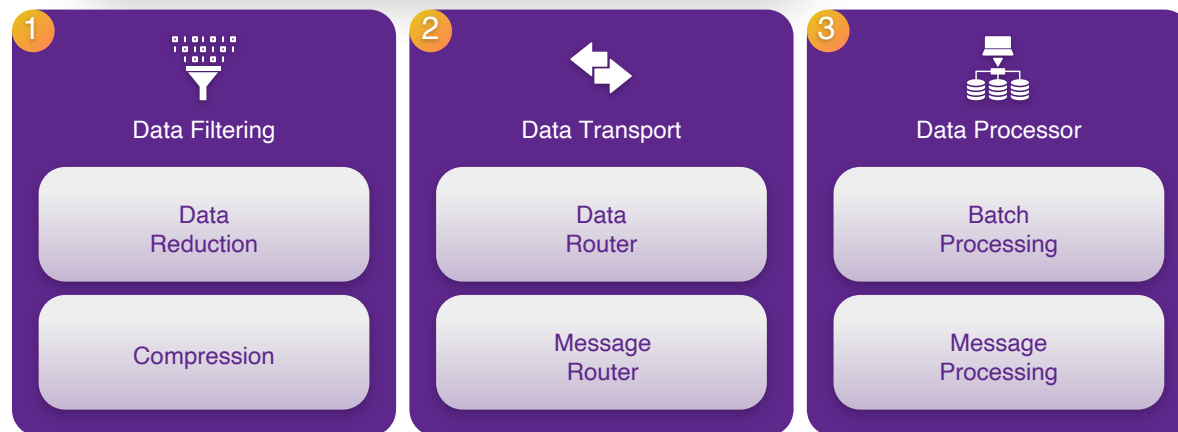 1
Data Filtering
Data
Reduction
Compression
2
Data Transport
Data
Router
Message
Router
3
Data Processor
Batch
Processing
Message
Processing